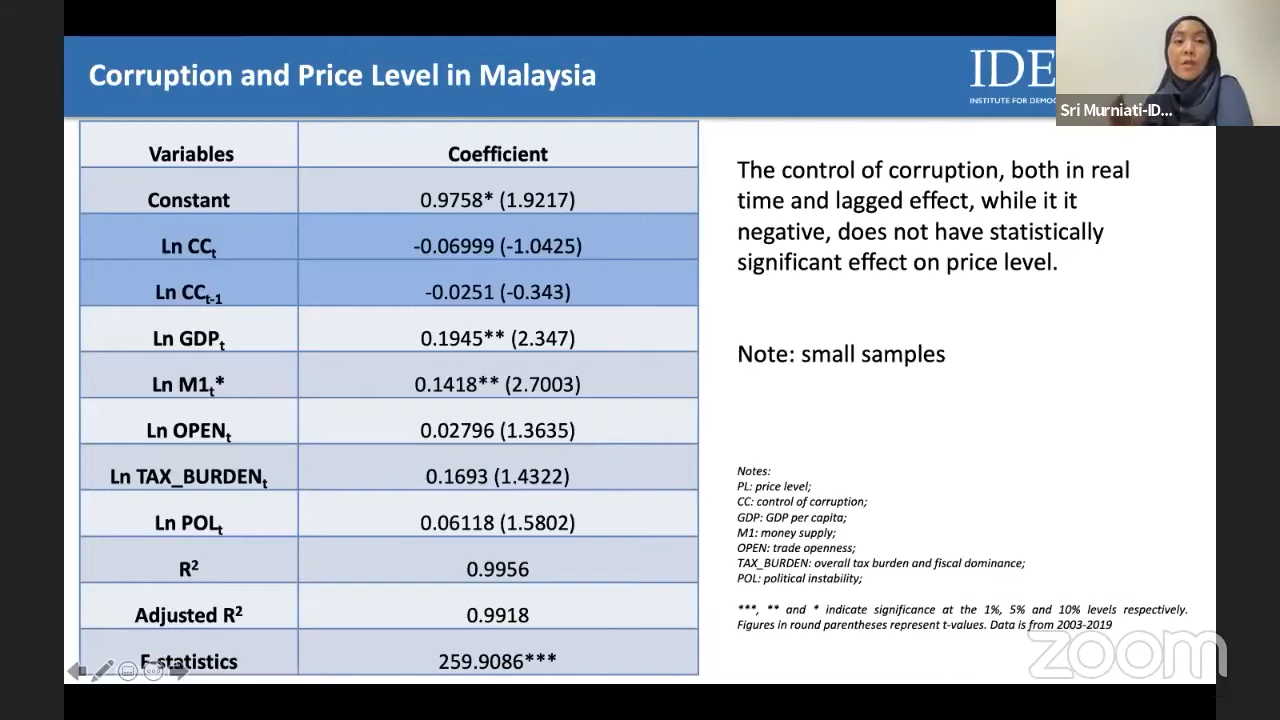 Corruption and Price Level in Malaysia
IDE
INSTITUTE FOR DEMOC
Sri Murniati-ID...
Variables Coefficient
Constant 0.9758* (1.9217)
Ln CCt -0.06999 (-1.0425)
Ln CCt-1 -0.0251 (-0.343)
Ln GDPt 0.1945** (2.347)
Ln M1t* 0.1418** (2.7003)
Ln OPENt 0.02796 (1.3635)
Ln TAX_BURDENt 0.1693 (1.4322)
Ln POLt 0.06118 (1.5802)
R2 0.9956
Adjusted R2 0.9918
F-statistics 259.9086***
The control of corruption, both in real
time and lagged effect, while it it
negative, does not have statistically
significant effect on price level.
Note: small samples
Notes:
PL: price level;
CC: control of corruption;
GDP: GDP per capita;
M1: money supply;
OPEN: trade openness;
TAX_BURDEN: overall tax burden and fiscal dominance;
POL: political instability;
***, ** and * indicate significance at the 1%, 5% and 10% levels respectively.
Figures in round parentheses represent t-values. Data is from 2003-2019
zoom